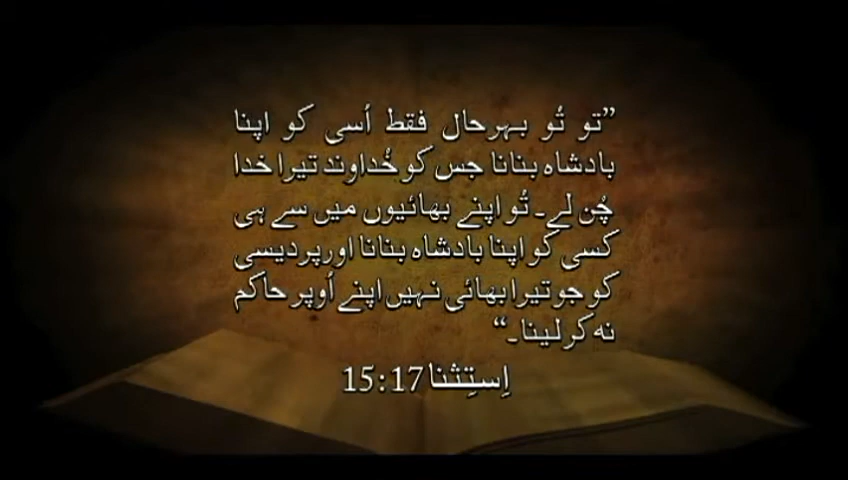 ”تو تُو بہرحال فقط اُسی کو اپنا
بادشاہ بنانا جس کو خُداوند تیرا خدا
چُن لے۔ تُو اپنے بھائیوں میں سے ہی
کسی کو اپنا بادشاہ بنانا اور پردیسی
کو جو تیرا بھائی نہیں اپنے اُوپر حاکم
نہ کر لینا۔“
اِستِثنا 15:17